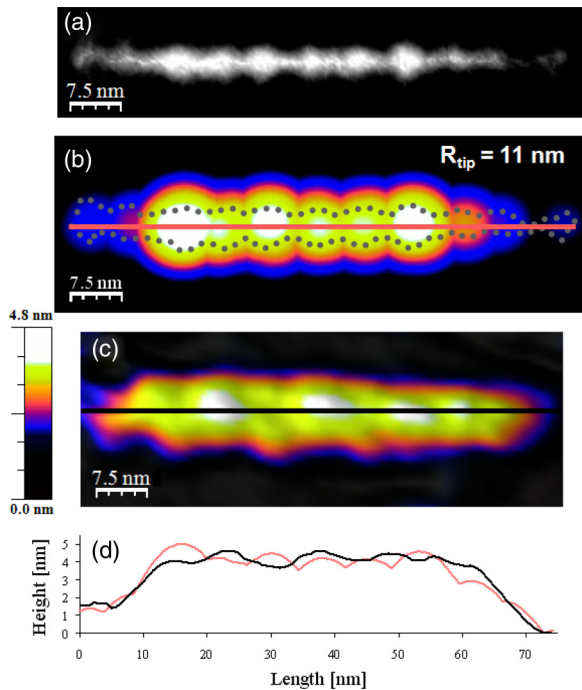 (a)
7.5 nm
(b)
R_tip = 11 nm
7.5 nm
4.8 nm
0.0 nm
(c)
7.5 nm
(d)
Height [nm]
5
4
3
2
1
0
0 10 20 30 40 50 60 70
Length [nm]